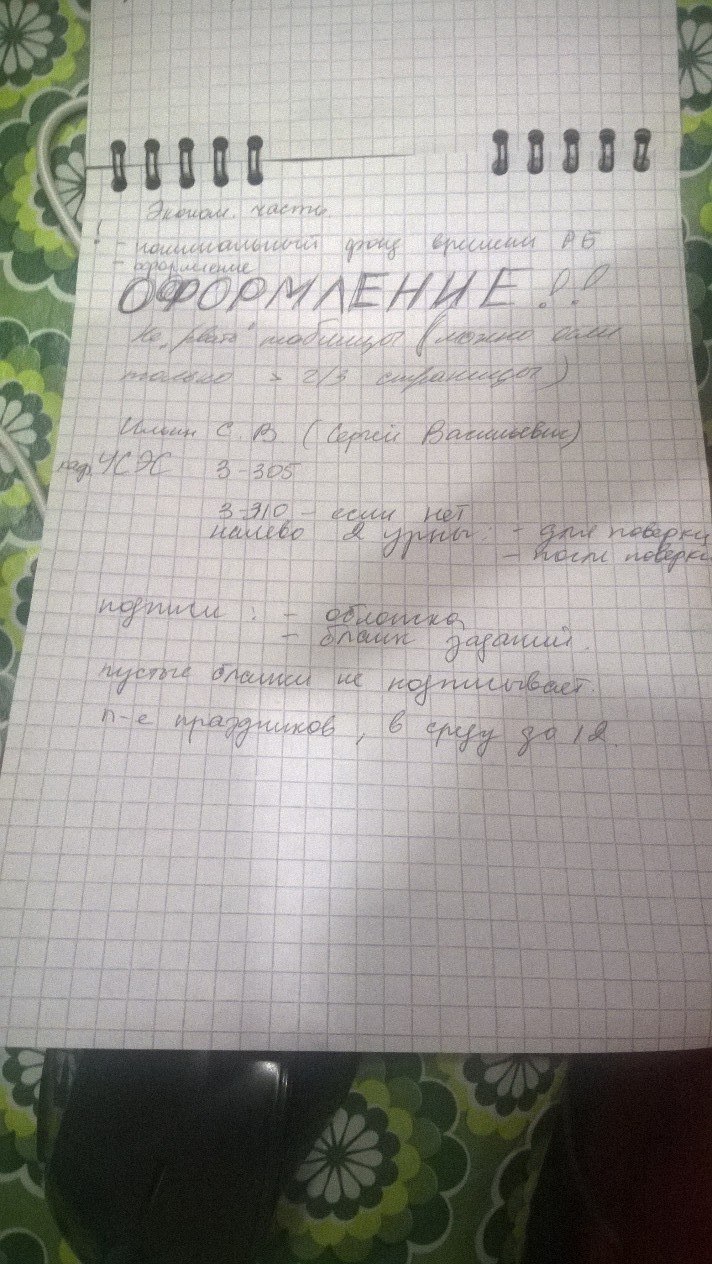 Эконом. часть.
! - номинальный фонд времени РБ
- оформление
ОФОРМЛЕНИЕ!!
Не "рвать" таблицы (можно если
только > 2/3 страницы)
Ильин С. В. (Сергей Васильевич)
каф. УСЭС 3-305
3-310 - если нет
налево 2 урны: - для поверки
- после поверки
подписи: - обложка
- бланк заданий.
пустые бланки не подписывает.
п-е праздников, в среду до 12.